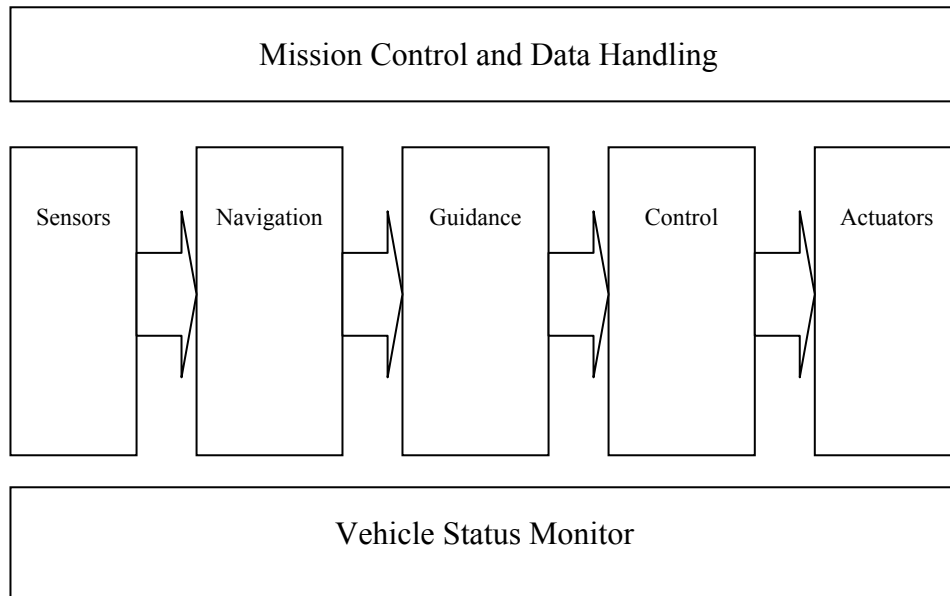 Mission Control and Data Handling
Sensors
Navigation
Guidance
Control
Actuators
Vehicle Status Monitor